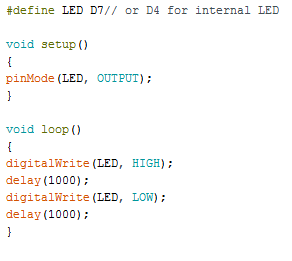 #define LED D7// or D4 for internal LED
void setup()
{
pinMode(LED, OUTPUT);
}
void loop()
{
digitalWrite(LED, HIGH);
delay(1000);
digitalWrite(LED, LOW);
delay(1000);
}